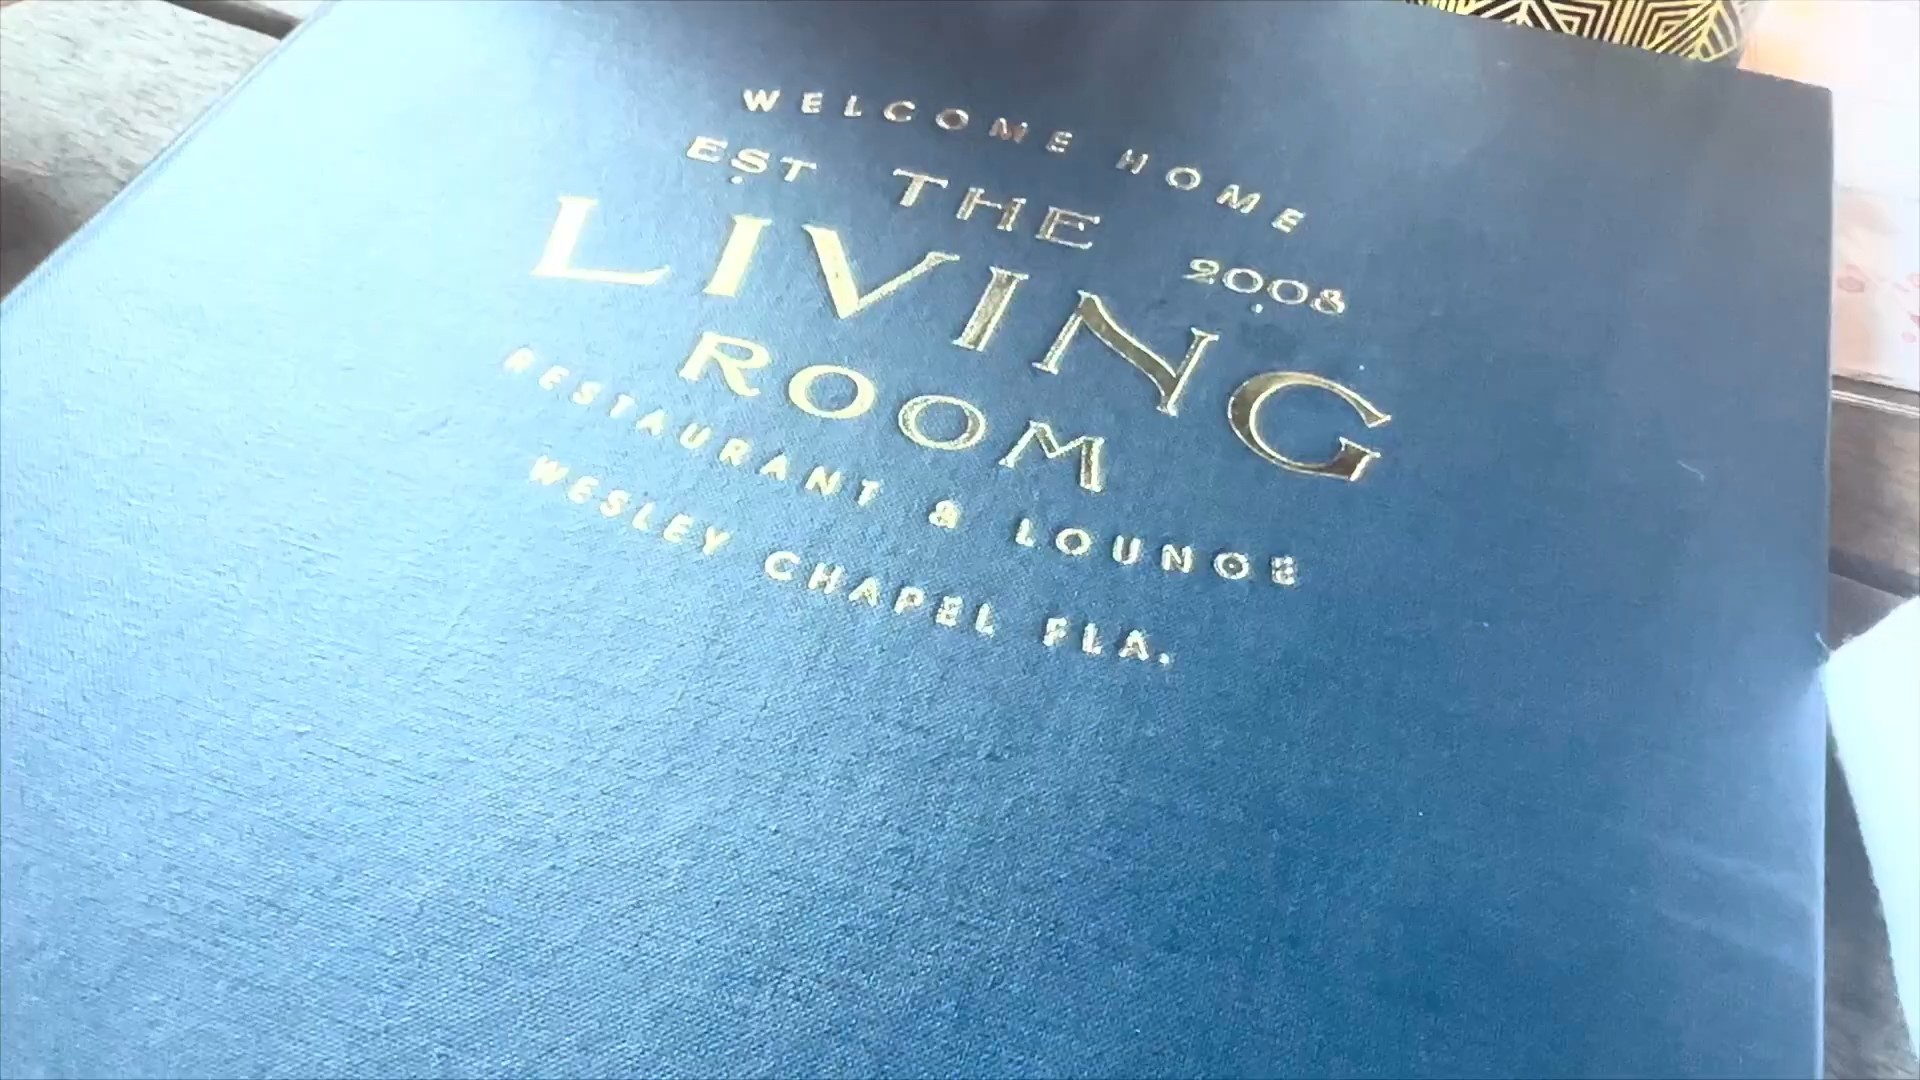 WELCOME HOME
EST. THE 2008
LIVING
ROOM
RESTAURANT & LOUNGE
WESLEY CHAPEL FLA.